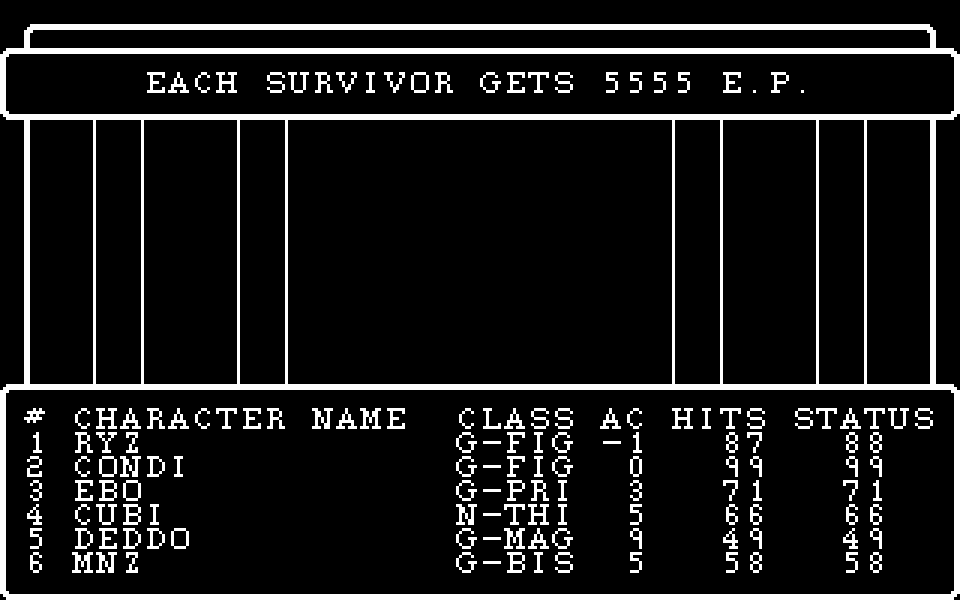 EACH SURVIVOR GETS 5555 E.P.
# CHARACTER NAME CLASS AC HITS STATUS
1 RYZ G-FIG -1 87 88
2 CONDI G-FIG 0 99 99
3 EBO G-PRI 3 71 71
4 CUBI N-THI 5 66 66
5 DEDDO G-MAG 9 49 49
6 MNZ G-BIS 5 58 58